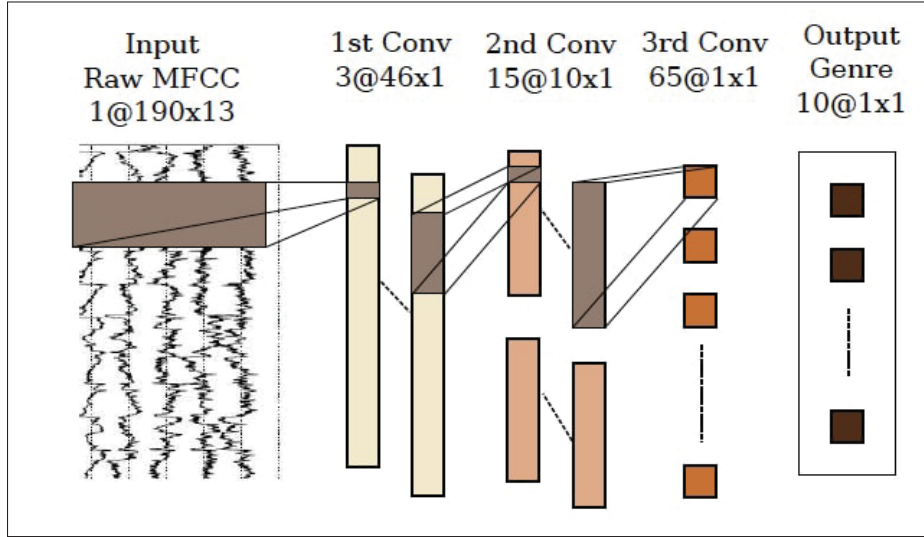 Input
Raw MFCC
1@190x13
1st Conv
3@46x1
2nd Conv
15@10x1
3rd Conv
65@1x1
Output
Genre
10@1x1